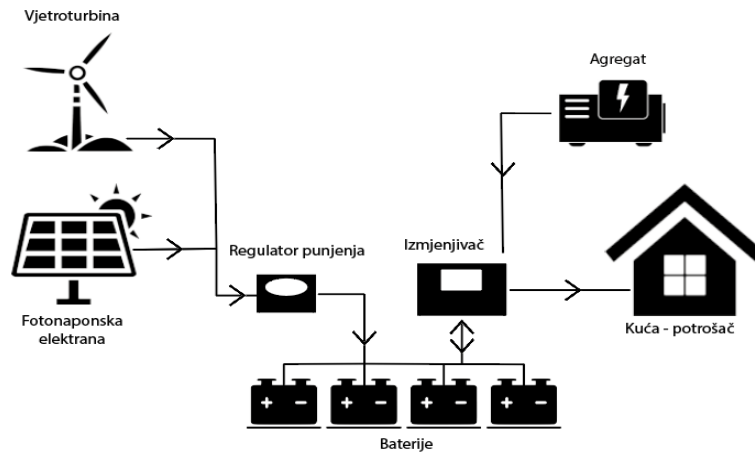 Vjetroturbina
Agregat
Regulator punjenja
Izmjenjivač
Fotonaponska
elektrana
Kuća - potrošač
+ - + - + - + -
Baterije